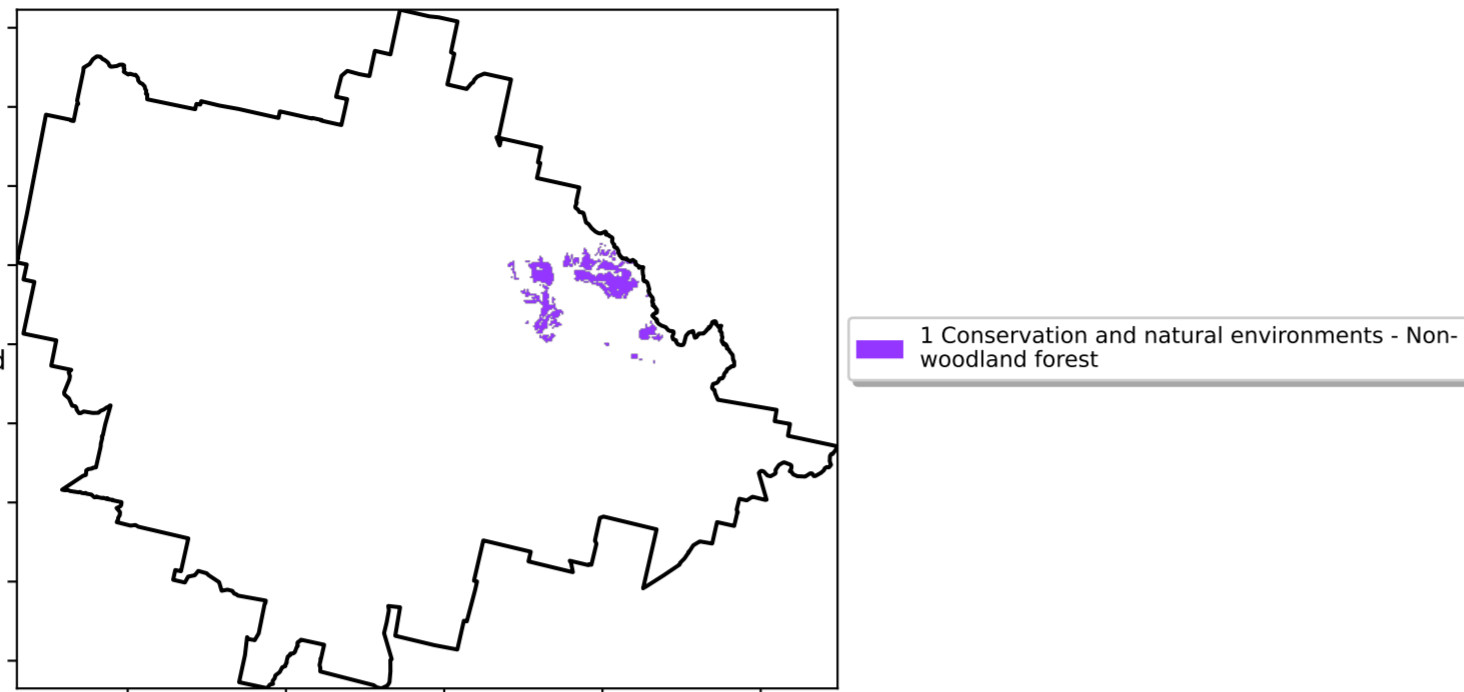 1 Conservation and natural environments - Non-
woodland forest